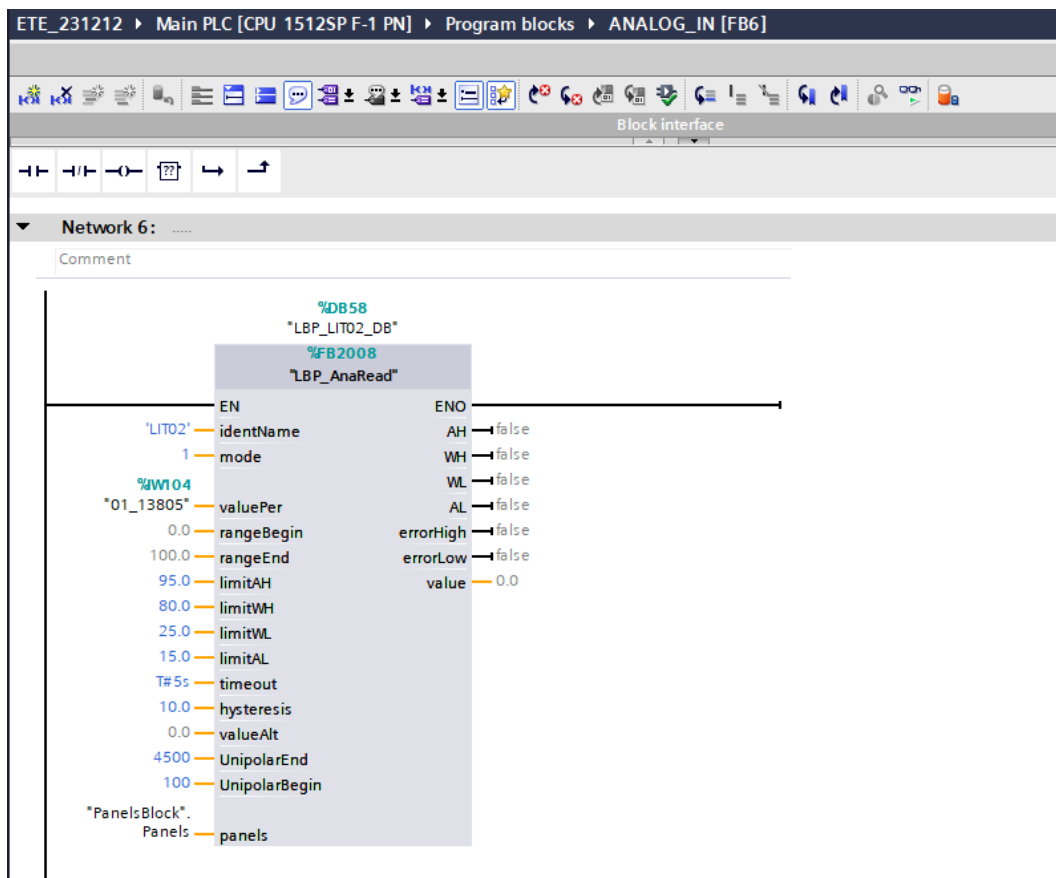 ETE_231212 ▸ Main PLC [CPU 1512SP F-1 PN] ▸ Program blocks ▸ ANALOG_IN [FB6]
Block interface
??
Network 6: .....
Comment
%DB58
"LBP_LIT02_DB"
%FB2008
"LBP_AnaRead"
EN ENO
'LIT02' identName AH false
1 mode WH false
%IW104 WL false
"01_13805" valuePer AL false
0.0 rangeBegin errorHigh false
100.0 rangeEnd errorLow false
95.0 limitAH value 0.0
80.0 limitWH
25.0 limitWL
15.0 limitAL
T#5s timeout
10.0 hysteresis
0.0 valueAlt
4500 UnipolarEnd
100 UnipolarBegin
"PanelsBlock".
Panels panels